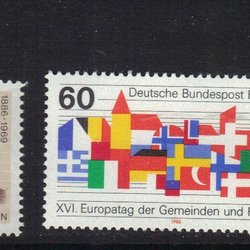 1886-1969
N
60
Deutsche Bundespost
XVI. Europatag der Gemeinden und
1986